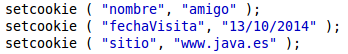 setcookie ( "nombre", "amigo" );
setcookie ( "fechaVisita", "13/10/2014" );
setcookie ( "sitio", "www.java.es" );